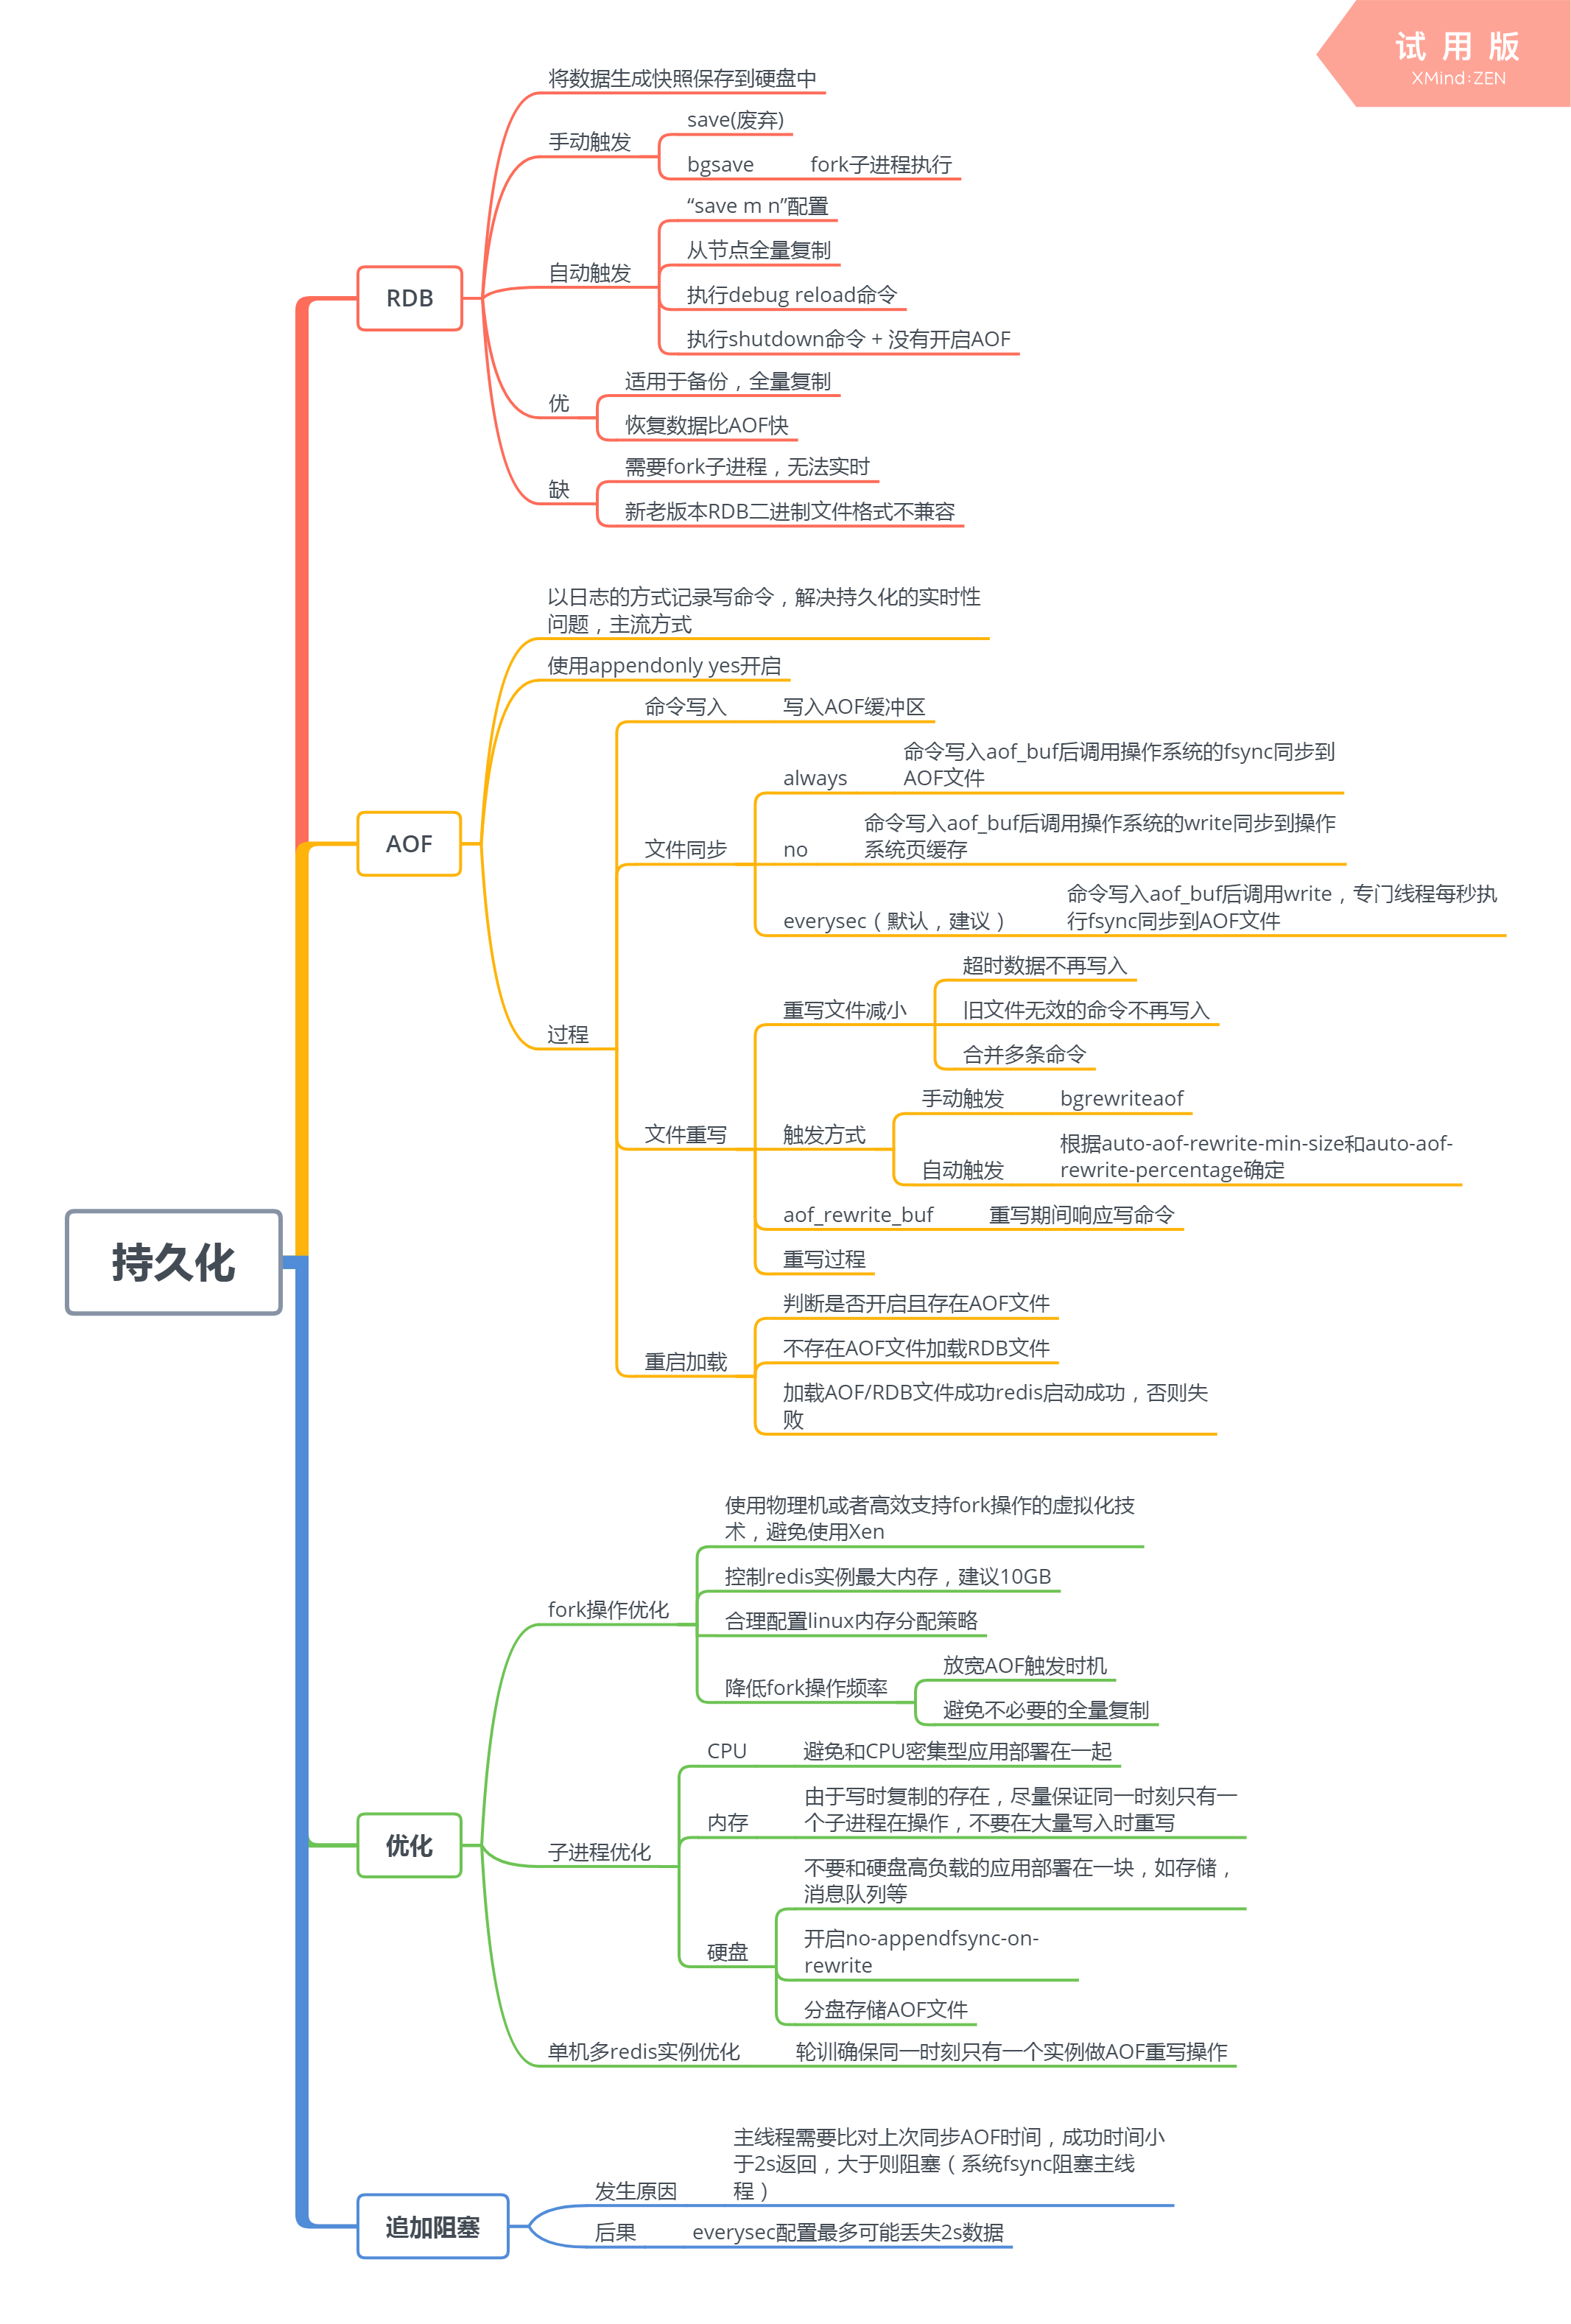 试用版
XMind:ZEN
持久化
RDB
将数据生成快照保存到硬盘中
手动触发
save(废弃)
bgsave
fork子进程执行
自动触发
“save m n”配置
从节点全量复制
执行debug reload命令
执行shutdown命令 + 没有开启AOF
优
适用于备份，全量复制
恢复数据比AOF快
缺
需要fork子进程，无法实时
新老版本RDB二进制文件格式不兼容
AOF
以日志的方式记录写命令，解决持久化的实时性
问题，主流方式
使用appendonly yes开启
过程
命令写入
写入AOF缓冲区
文件同步
always
命令写入aof_buf后调用操作系统的fsync同步到
AOF文件
no
命令写入aof_buf后调用操作系统的write同步到操作
系统页缓存
everysec（默认，建议）
命令写入aof_buf后调用write，专门线程每秒执
行fsync同步到AOF文件
文件重写
重写文件减小
超时数据不再写入
旧文件无效的命令不再写入
合并多条命令
触发方式
手动触发
bgrewriteaof
自动触发
根据auto-aof-rewrite-min-size和auto-aof-
rewrite-percentage确定
aof_rewrite_buf
重写期间响应写命令
重写过程
重启加载
判断是否开启且存在AOF文件
不存在AOF文件加载RDB文件
加载AOF/RDB文件成功redis启动成功，否则失
败
优化
fork操作优化
使用物理机或者高效支持fork操作的虚拟化技
术，避免使用Xen
控制redis实例最大内存，建议10GB
合理配置linux内存分配策略
降低fork操作频率
放宽AOF触发时机
避免不必要的全量复制
子进程优化
CPU
避免和CPU密集型应用部署在一起
内存
由于写时复制的存在，尽量保证同一时刻只有一
个子进程在操作，不要在大量写入时重写
硬盘
不要和硬盘高负载的应用部署在一块，如存储，
消息队列等
开启no-appendfsync-on-
rewrite
分盘存储AOF文件
单机多redis实例优化
轮训确保同一时刻只有一个实例做AOF重写操作
追加阻塞
发生原因
主线程需要比对上次同步AOF时间，成功时间小
于2s返回，大于则阻塞（系统fsync阻塞主线
程）
后果
everysec配置最多可能丢失2s数据